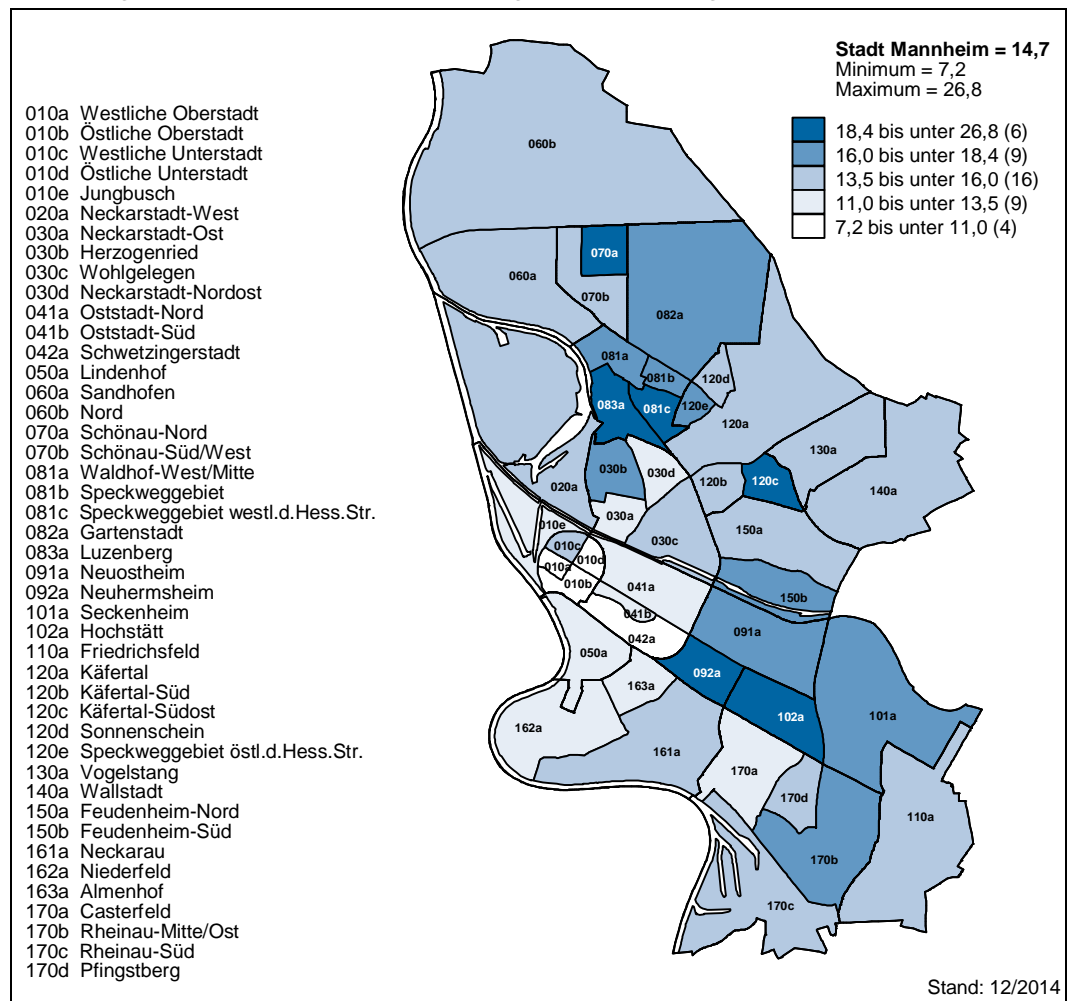 Stadt Mannheim = 14,7
Minimum = 7,2
Maximum = 26,8
18,4 bis unter 26,8 (6)
16,0 bis unter 18,4 (9)
13,5 bis unter 16,0 (16)
11,0 bis unter 13,5 (9)
7,2 bis unter 11,0 (4)
010a Westliche Oberstadt
010b Östliche Oberstadt
010c Westliche Unterstadt
010d Östliche Unterstadt
010e Jungbusch
020a Neckarstadt-West
030a Neckarstadt-Ost
030b Herzogenried
030c Wohlgelegen
030d Neckarstadt-Nordost
041a Oststadt-Nord
041b Oststadt-Süd
042a Schwetzingerstadt
050a Lindenhof
060a Sandhofen
060b Nord
070a Schönau-Nord
070b Schönau-Süd/West
081a Waldhof-West/Mitte
081b Speckweggebiet
081c Speckweggebiet westl.d.Hess.Str.
082a Gartenstadt
083a Luzenberg
091a Neuostheim
092a Neuhermsheim
101a Seckenheim
102a Hochstätt
110a Friedrichsfeld
120a Käfertal
120b Käfertal-Süd
120c Käfertal-Südost
120d Sonnenschein
120e Speckweggebiet östl.d.Hess.Str.
130a Vogelstang
140a Wallstadt
150a Feudenheim-Nord
150b Feudenheim-Süd
161a Neckarau
162a Niederfeld
163a Almenhof
170a Casterfeld
170b Rheinau-Mitte/Ost
170c Rheinau-Süd
170d Pfingstberg
060b
070a
060a
070b
082a
081a
081b
120d
083a
081c
120e
120a
130a
030b
030d
120b
120c
140a
020a
030a
010e
010c
030c
150a
010a
010d
010b
041a
150b
041b
042a
091a
050a
092a
163a
102a
101a
162a
161a
170a
170d
110a
170b
170c
Stand: 12/2014